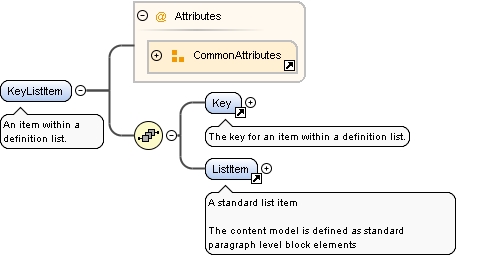 @ Attributes
CommonAttributes
KeyListItem
An item within a
definition list.
Key
The key for an item within a definition list.
ListItem
A standard list item
The content model is defined as standard
paragraph level block elements